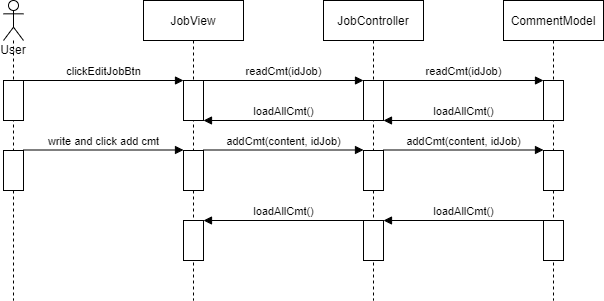 JobView
JobController
CommentModel
User
clickEditJobBtn
readCmt(idJob)
readCmt(idJob)
loadAllCmt()
loadAllCmt()
write and click add cmt
addCmt(content, idJob)
addCmt(content, idJob)
loadAllCmt()
loadAllCmt()